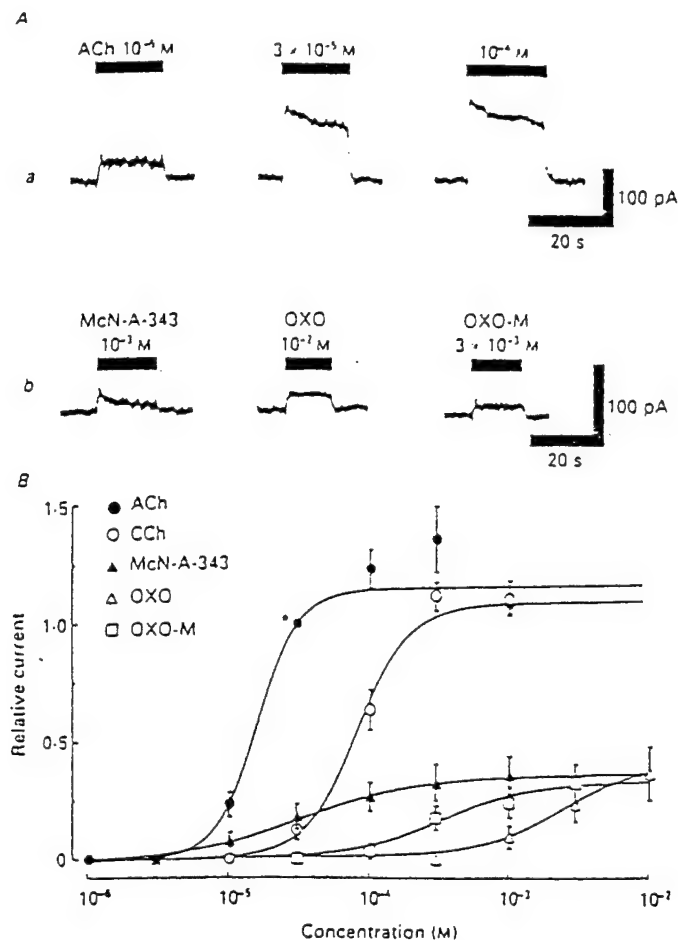 A
ACh 10⁻⁵ M
3 × 10⁻⁵ M
10⁻⁴ M
a
100 pA
20 s
McN-A-343
OXO
OXO-M
10⁻³ M
10⁻² M
3 × 10⁻³ M
b
100 pA
20 s
B
1.5
1.0
0.5
0
Relative current
ACh
CCh
McN-A-343
OXO
OXO-M
*
10⁻⁶
10⁻⁵
10⁻⁴
10⁻³
10⁻²
Concentration (M)